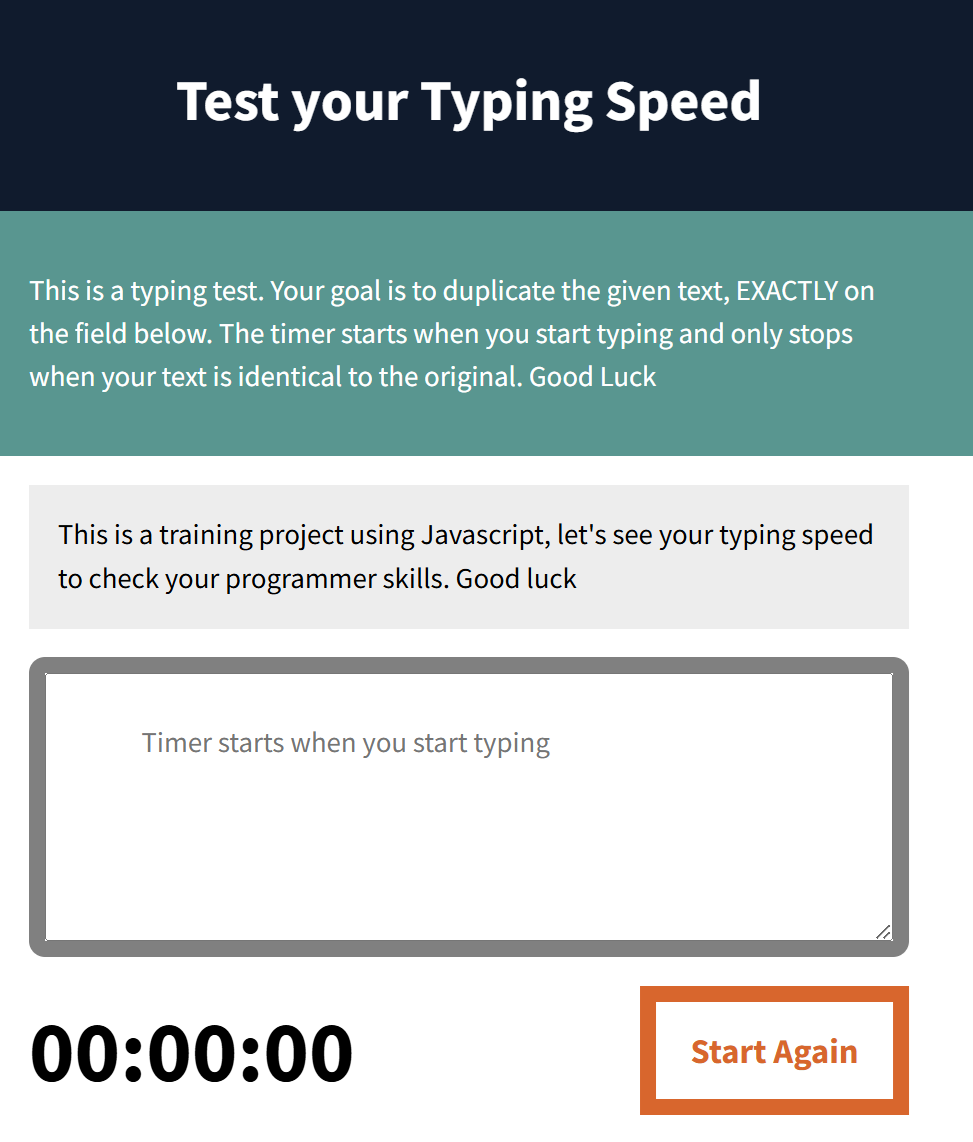 Test your Typing Speed
This is a typing test. Your goal is to duplicate the given text, EXACTLY on
the field below. The timer starts when you start typing and only stops
when your text is identical to the original. Good Luck
This is a training project using Javascript, let's see your typing speed
to check your programmer skills. Good luck
Timer starts when you start typing
00:00:00
Start Again